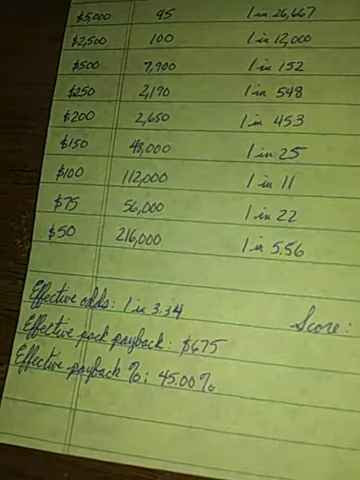 $5,000 45 1 in 26,667
$2,500 100 1 in 12,000
$500 7,900 1 in 152
$250 2,190 1 in 548
$200 2,650 1 in 453
$150 48,000 1 in 25
$100 112,000 1 in 11
$75 56,000 1 in 22
$50 216,000 1 in 5.56
Effective odds: 1 in 3.34
Score:
Effective pack payback: $675
Effective payback %: 45.00%